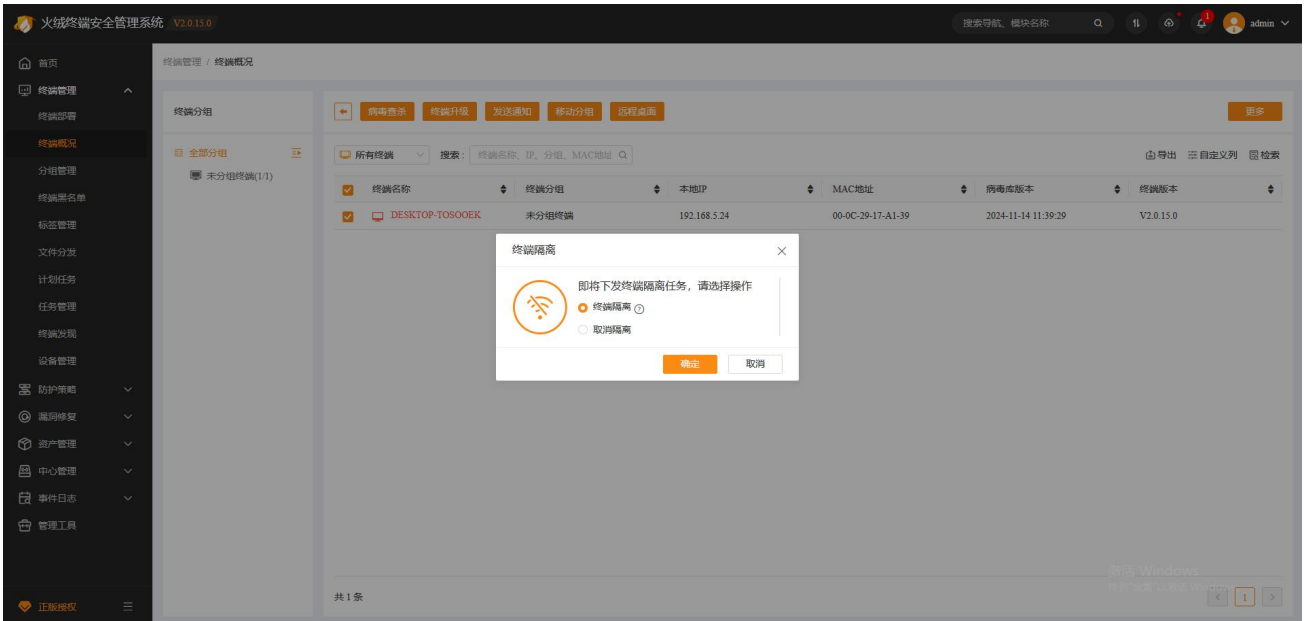 火绒终端安全管理系统 V2.0.15.0
搜索导航、模块名称
1
admin
首页
终端管理
终端部署
终端概况
分组管理
终端黑名单
标签管理
文件分发
计划任务
任务管理
终端发现
设备管理
防护策略
漏洞修复
资产管理
中心管理
事件日志
管理工具
正版授权
终端管理 / 终端概况
终端分组
全部分组
未分组终端(1/1)
病毒查杀 终端升级 发送通知 移动分组 远程桌面 更多
所有终端 搜索: 终端名称、IP、分组、MAC地址 导出 自定义列 检索
终端名称 终端分组 本地IP MAC地址 病毒库版本 终端版本
DESKTOP-TOSOOEK 未分组终端 192.168.5.24 00-0C-29-17-A1-39 2024-11-14 11:39:29 V2.0.15.0
终端隔离
即将下发终端隔离任务，请选择操作
终端隔离 ?
取消隔离
确定 取消
激活 Windows
共1条
1